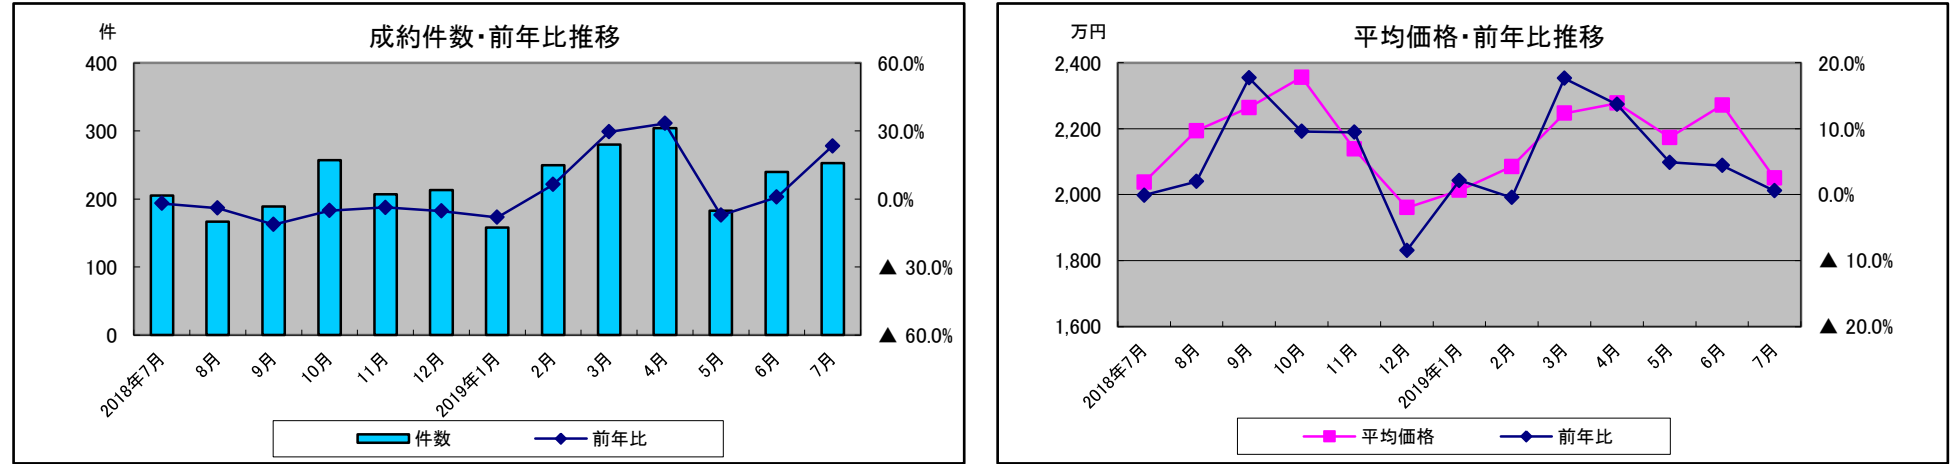 件
成約件数・前年比推移
400
300
200
100
0
60.0%
30.0%
0.0%
▲ 30.0%
▲ 60.0%
2018年7月
8月
9月
10月
11月
12月
2019年1月
2月
3月
4月
5月
6月
7月
件数
前年比
万円
平均価格・前年比推移
2,400
2,200
2,000
1,800
1,600
20.0%
10.0%
0.0%
▲ 10.0%
▲ 20.0%
2018年7月
8月
9月
10月
11月
12月
2019年1月
2月
3月
4月
5月
6月
7月
平均価格
前年比